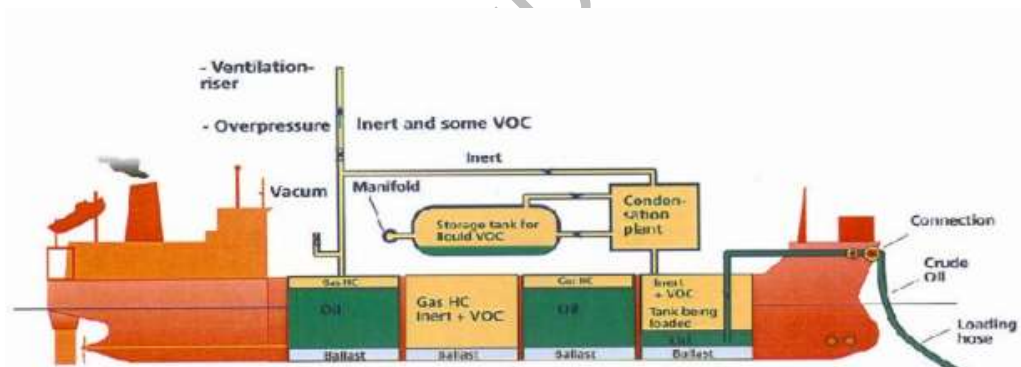 - Ventilation-
riser
- Overpressure
Inert and some VOC
Inert
Vacum
Manifold
Storage tank for
liquid VOC
Conden-
sation
plant
Connection
Crude
Oil
Loading
hose
Gas HC
Oil
Ballast
Gas HC
Inert + VOC
Ballast
Gas HC
Oil
Ballast
Inert
+ VOC
Tank being
loaded
Oil
Ballast